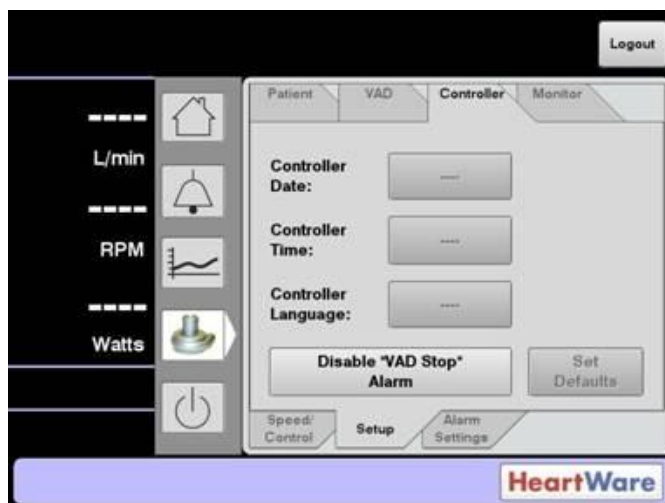 Logout
Patient
VAD
Controller
Monitor
----
L/min
----
RPM
----
Watts
Controller
Date:
----
Controller
Time:
----
Controller
Language:
----
Disable "VAD Stop"
Alarm
Set
Defaults
Speed/
Control
Setup
Alarm
Settings
HeartWare